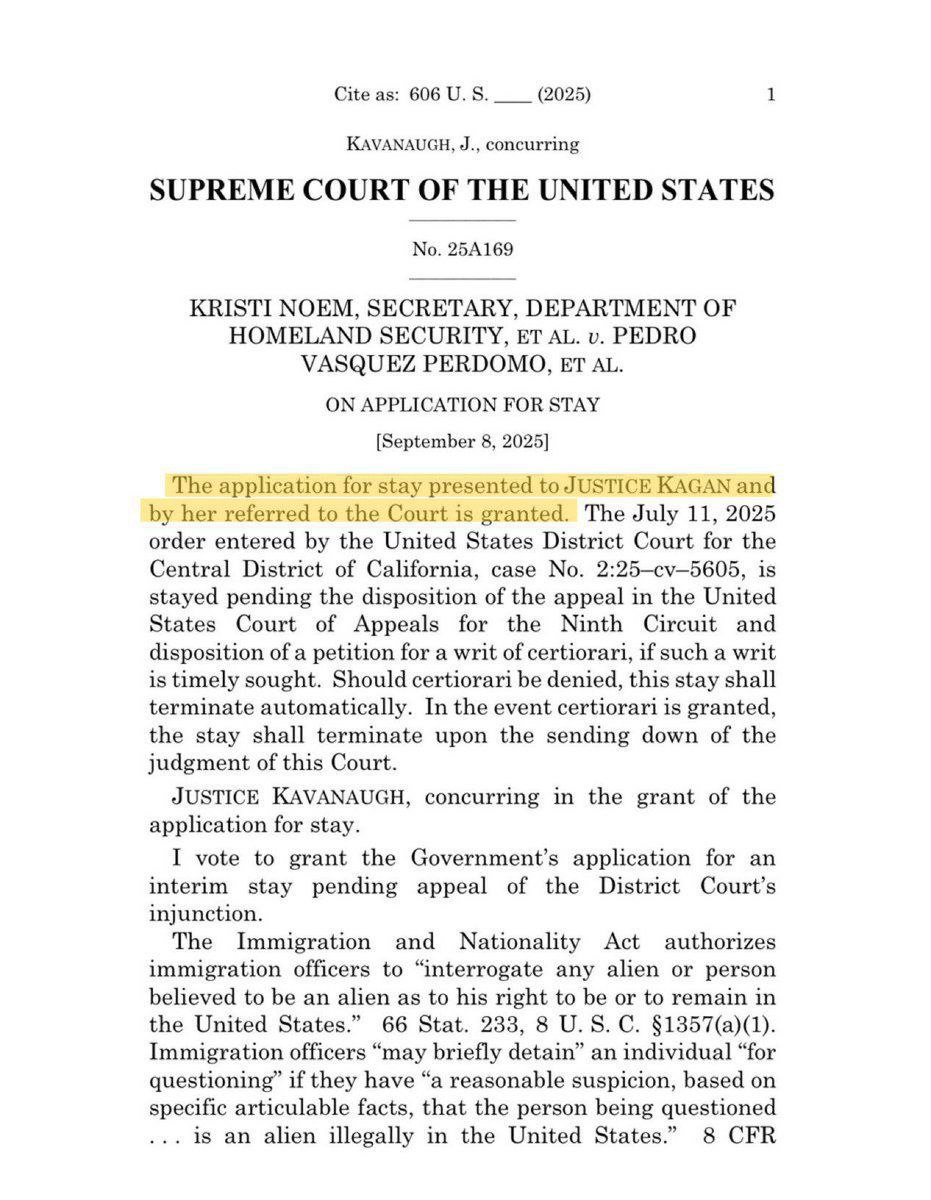 Cite as: 606 U. S. ____ (2025) 1
KAVANAUGH, J., concurring
SUPREME COURT OF THE UNITED STATES
No. 25A169
KRISTI NOEM, SECRETARY, DEPARTMENT OF
HOMELAND SECURITY, ET AL. v. PEDRO
VASQUEZ PERDOMO, ET AL.
ON APPLICATION FOR STAY
[September 8, 2025]
The application for stay presented to JUSTICE KAGAN and
by her referred to the Court is granted. The July 11, 2025
order entered by the United States District Court for the
Central District of California, case No. 2:25–cv–5605, is
stayed pending the disposition of the appeal in the United
States Court of Appeals for the Ninth Circuit and
disposition of a petition for a writ of certiorari, if such a writ
is timely sought. Should certiorari be denied, this stay shall
terminate automatically. In the event certiorari is granted,
the stay shall terminate upon the sending down of the
judgment of this Court.
JUSTICE KAVANAUGH, concurring in the grant of the
application for stay.
I vote to grant the Government’s application for an
interim stay pending appeal of the District Court’s
injunction.
The Immigration and Nationality Act authorizes
immigration officers to “interrogate any alien or person
believed to be an alien as to his right to be or to remain in
the United States.” 66 Stat. 233, 8 U. S. C. §1357(a)(1).
Immigration officers “may briefly detain” an individual “for
questioning” if they have “a reasonable suspicion, based on
specific articulable facts, that the person being questioned
. . . is an alien illegally in the United States.” 8 CFR